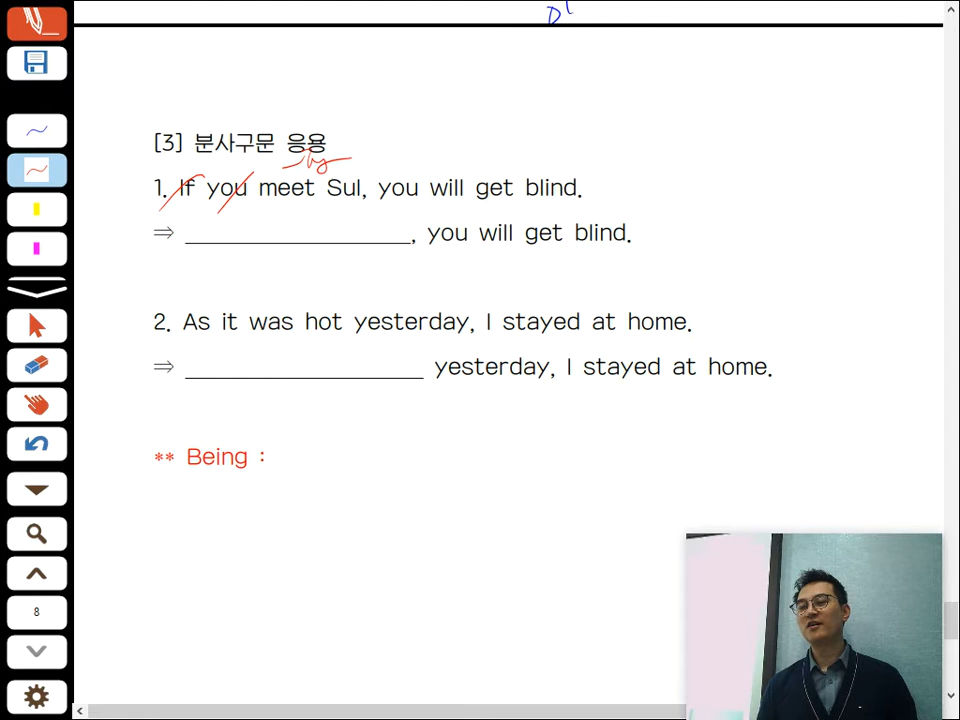 [3] 분사구문 응용
ing
1. If you meet Sul, you will get blind.
⇒ ____________________, you will get blind.
2. As it was hot yesterday, I stayed at home.
⇒ ____________________ yesterday, I stayed at home.
** Being :
8